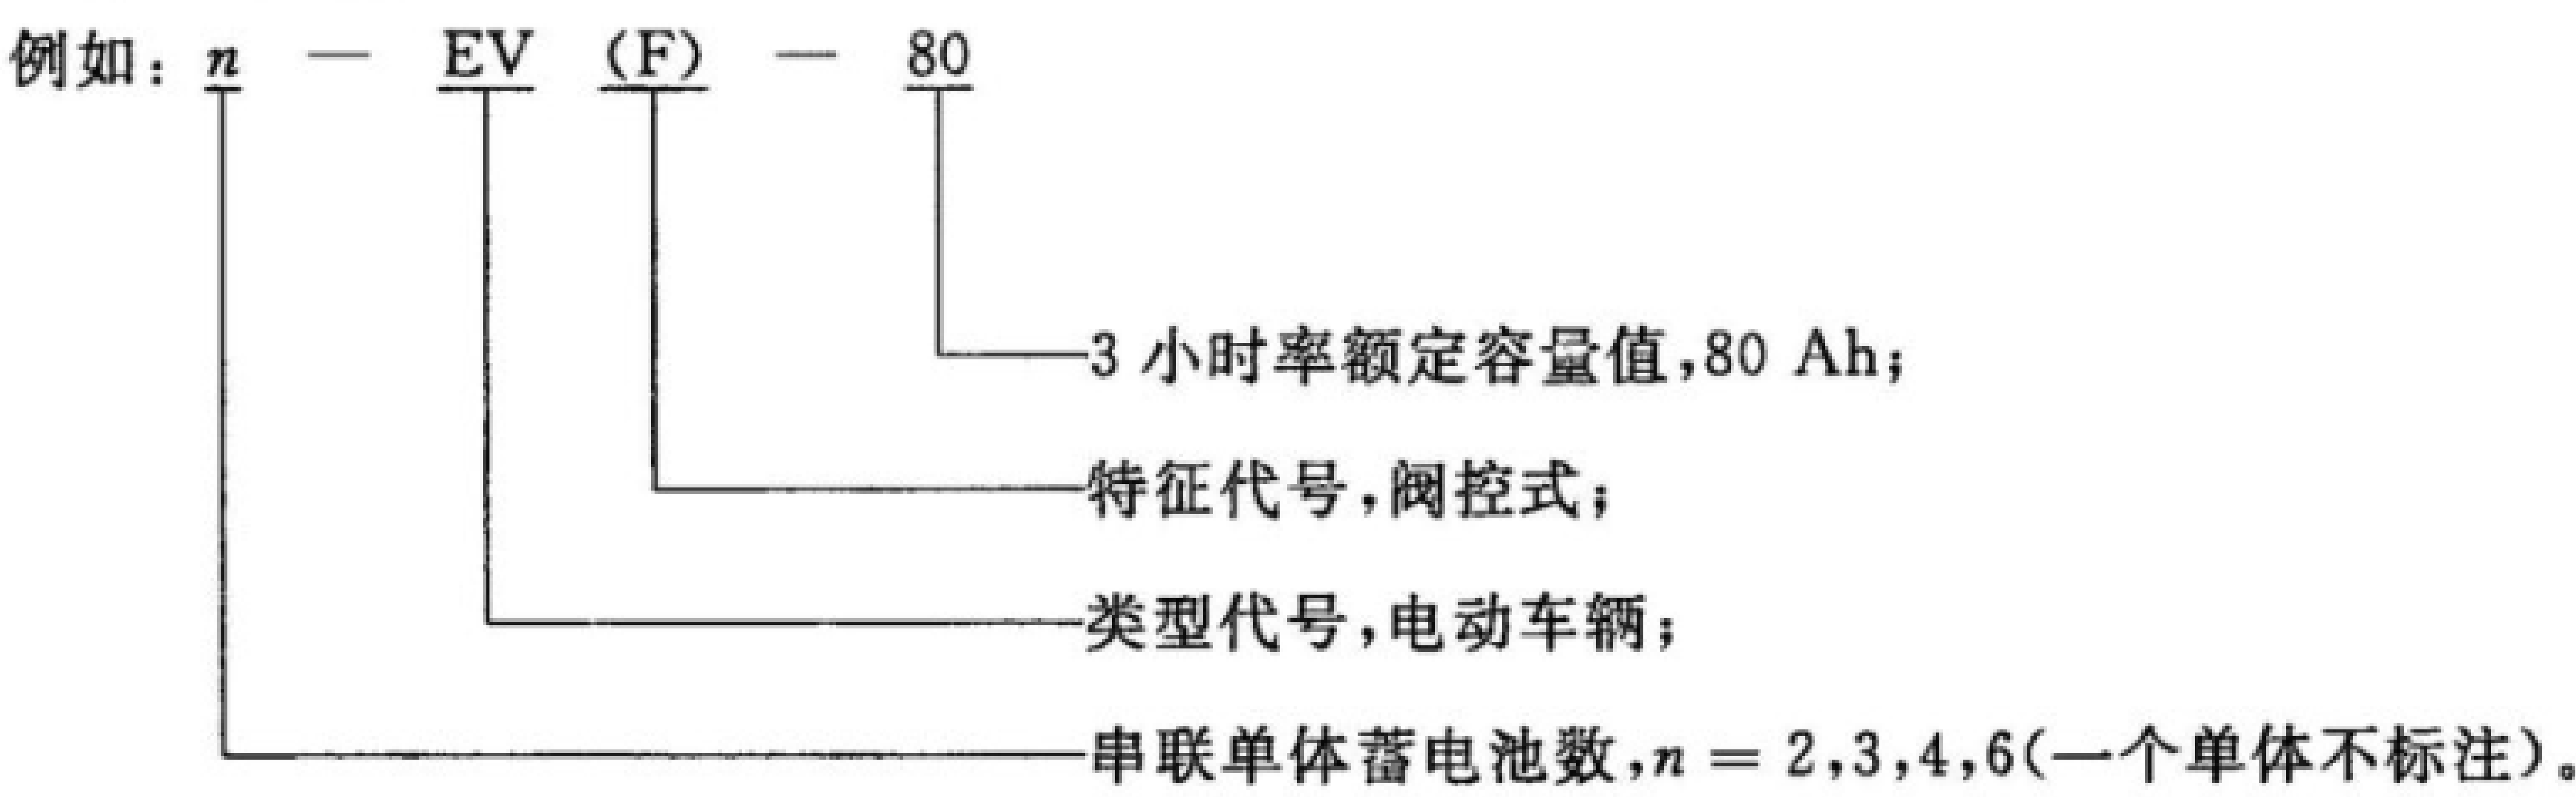 例如：n — EV (F) — 80
3 小时率额定容量值，80 Ah；
特征代号，阀控式；
类型代号，电动车辆；
串联单体蓄电池数，n = 2，3，4，6（一个单体不标注）。